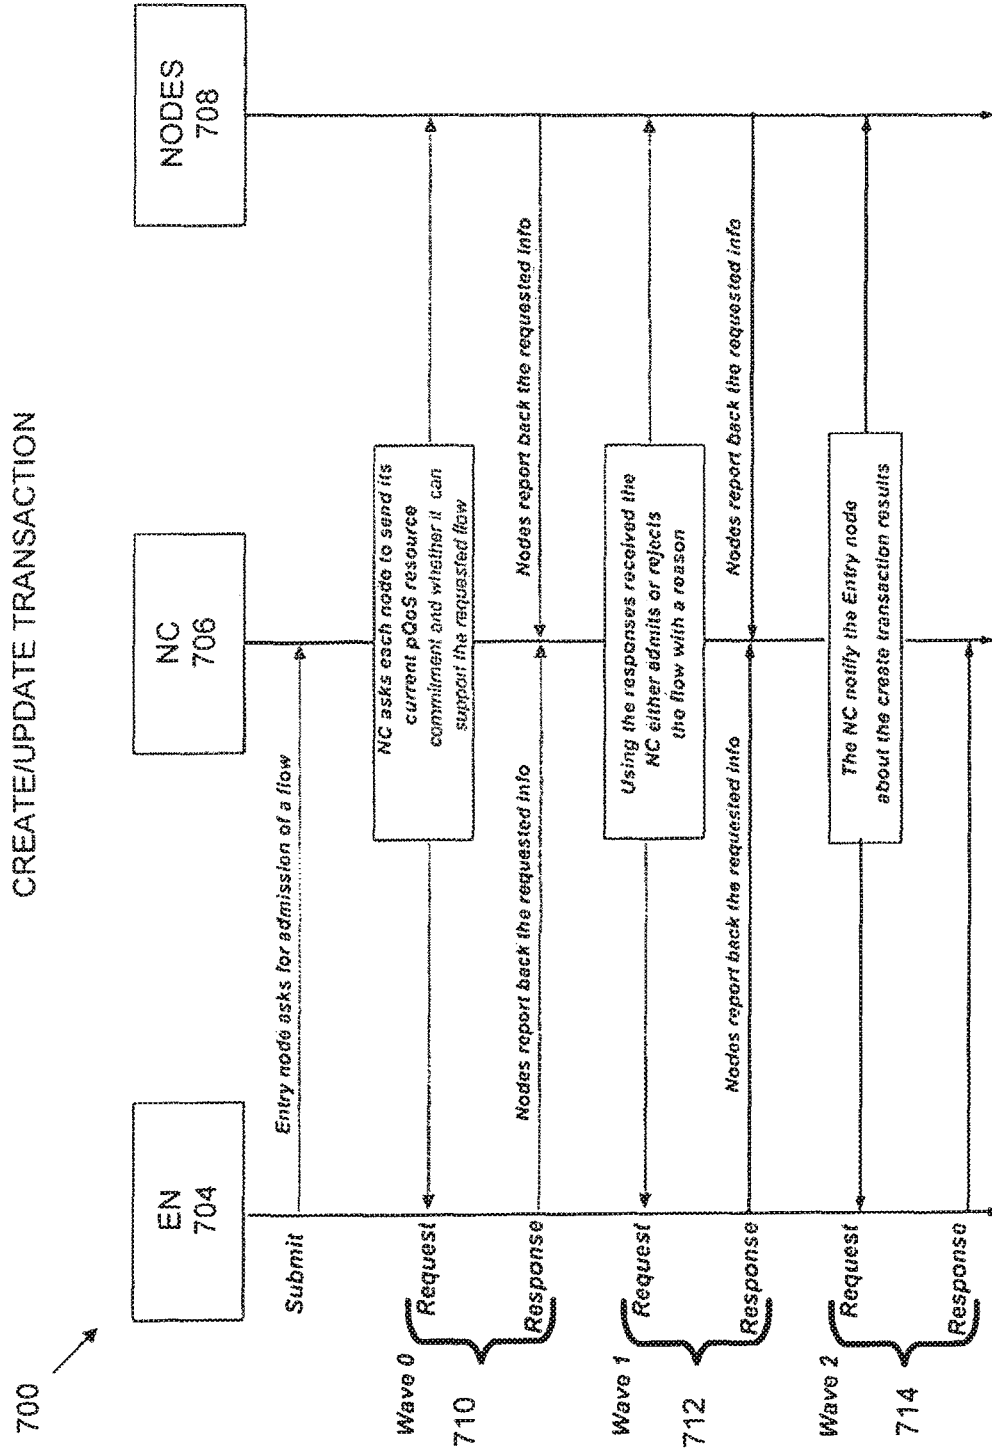 CREATE/UPDATE TRANSACTION
700
EN
704
NC
706
NODES
708
Submit
Entry node asks for admission of a flow
Wave 0
710
Request
NC asks each node to send its
current pQoS resource
commitment and whether it can
support the requested flow
Response
Nodes report back the requested info
Nodes report back the requested info
Wave 1
712
Request
Using the responses received the
NC either admits or rejects
the flow with a reason
Response
Nodes report back the requested info
Nodes report back the requested info
Wave 2
714
Request
The NC notify the Entry node
about the create transaction results
Response